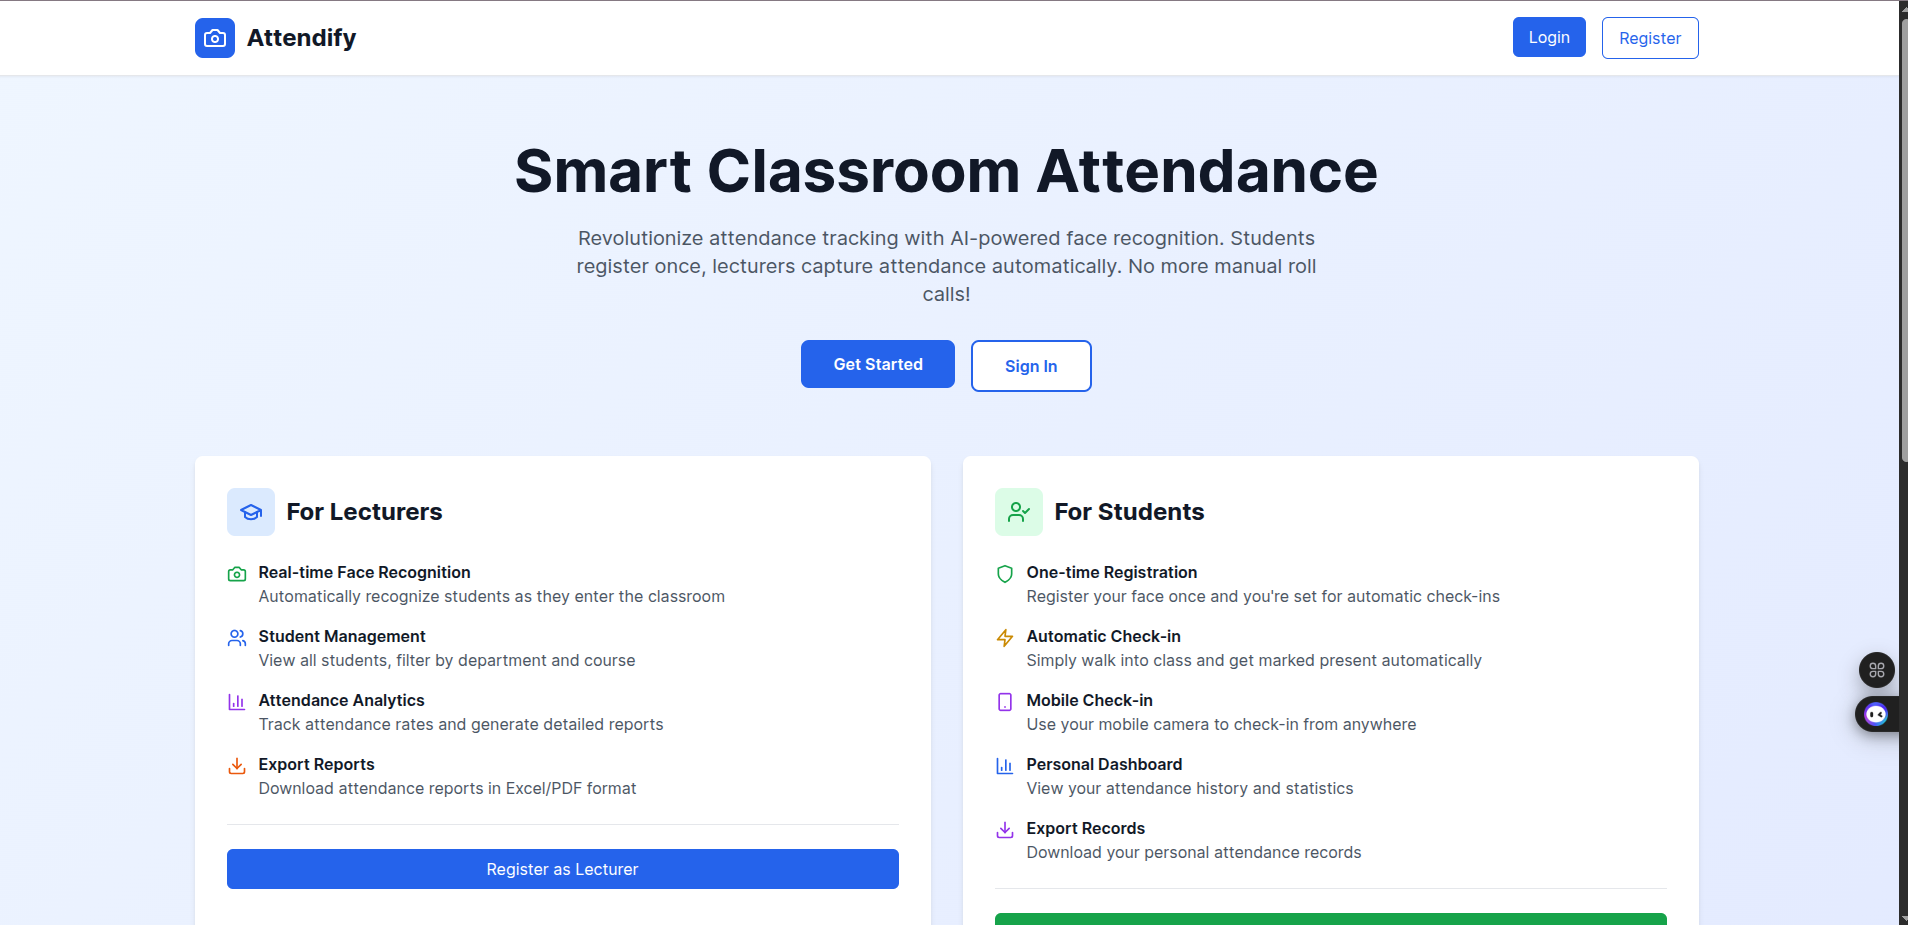 Attendify
Login
Register
Smart Classroom Attendance
Revolutionize attendance tracking with AI-powered face recognition. Students
register once, lecturers capture attendance automatically. No more manual roll
calls!
Get Started
Sign In
For Lecturers
Real-time Face Recognition
Automatically recognize students as they enter the classroom
Student Management
View all students, filter by department and course
Attendance Analytics
Track attendance rates and generate detailed reports
Export Reports
Download attendance reports in Excel/PDF format
Register as Lecturer
For Students
One-time Registration
Register your face once and you're set for automatic check-ins
Automatic Check-in
Simply walk into class and get marked present automatically
Mobile Check-in
Use your mobile camera to check-in from anywhere
Personal Dashboard
View your attendance history and statistics
Export Records
Download your personal attendance records